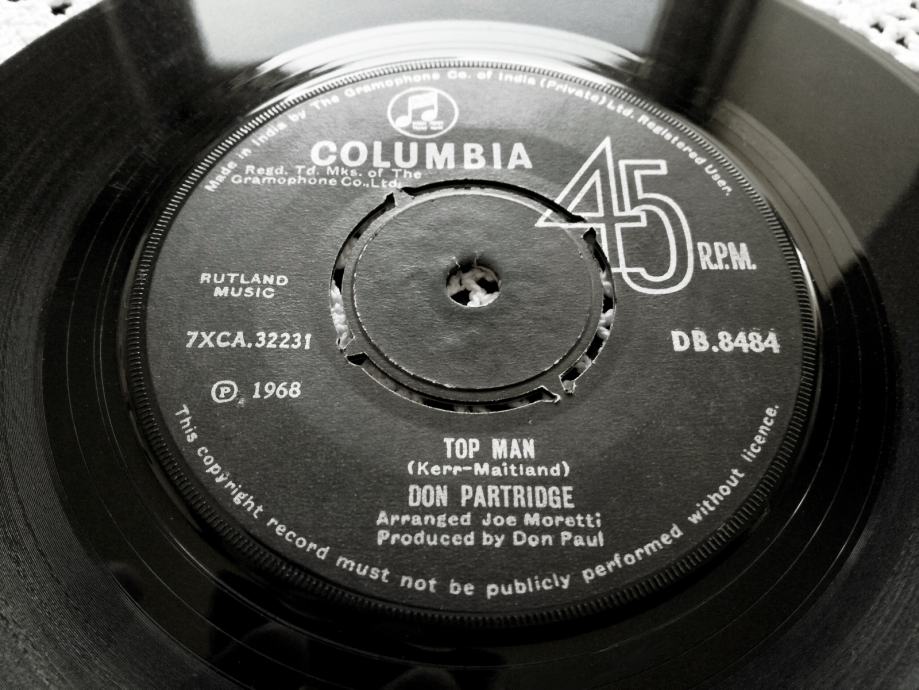 Made in India by The Gramophone Co. of India (Private) Ltd. Registered User.
COLUMBIA
Regd. Td. Mks. of The
Gramophone Co., Ltd.
45
R.P.M.
RUTLAND
MUSIC
7XCA.32231
DB.8484
Ⓟ 1968
TOP MAN
(Kerr-Maitland)
DON PARTRIDGE
Arranged Joe Moretti
Produced by Don Paul
This copyright record must not be publicly performed without licence.